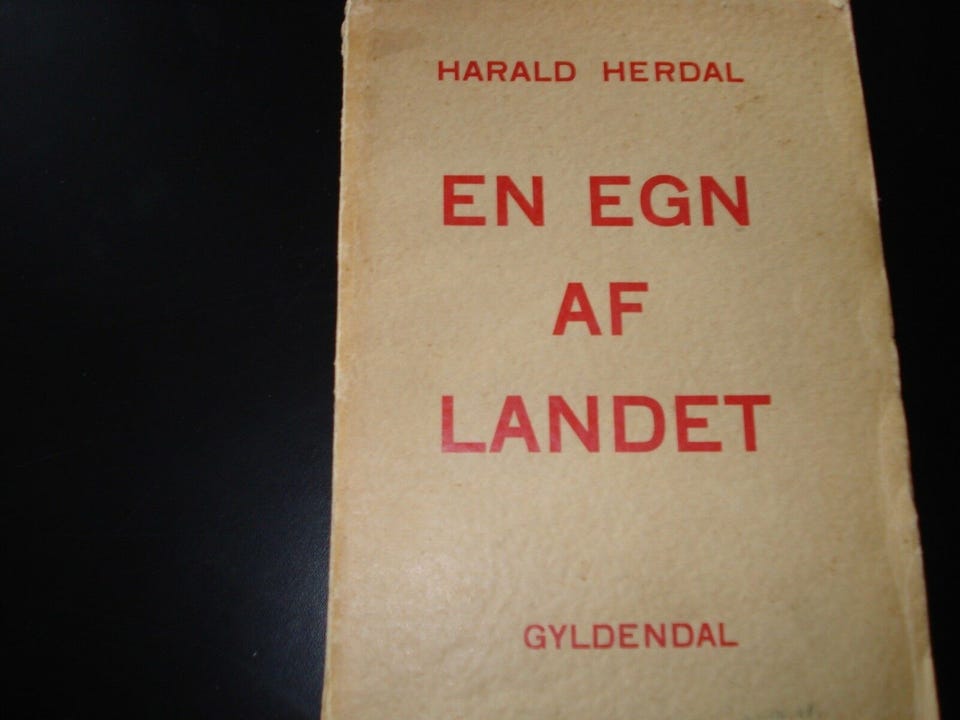 HARALD HERDAL
EN EGN
AF
LANDET
GYLDENDAL